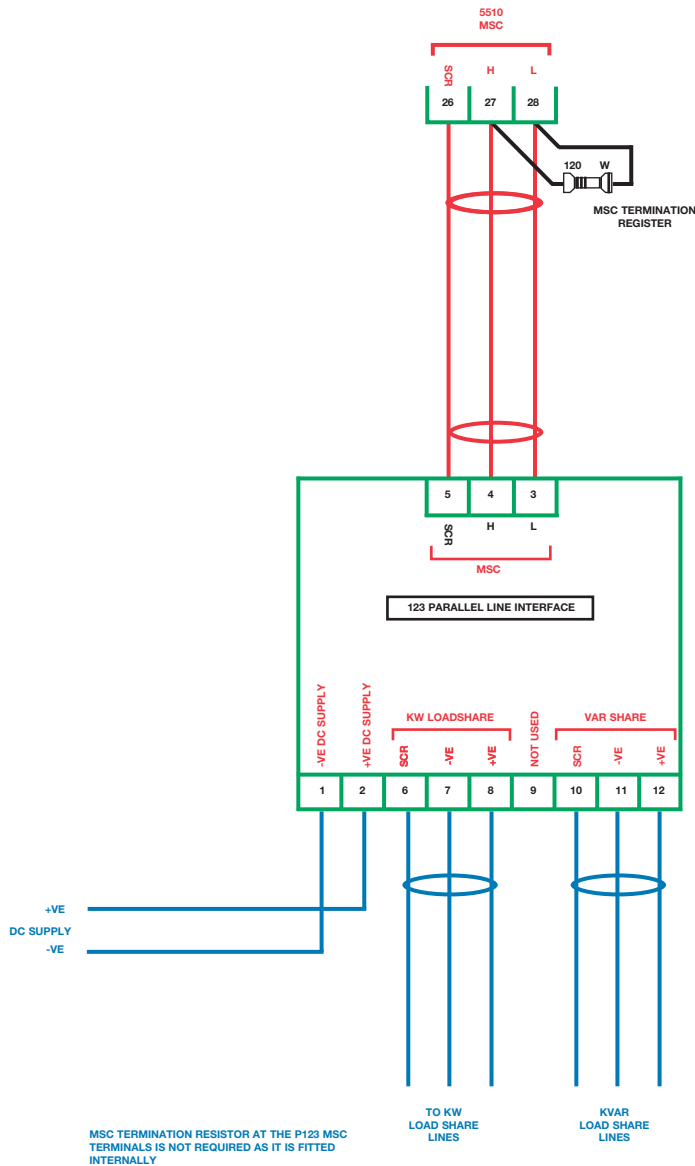 5510
MSC
SCR H L
26 27 28
120 W
MSC TERMINATION
REGISTER
5 4 3
SCR H L
MSC
123 PARALLEL LINE INTERFACE
-VE DC SUPPLY
+VE DC SUPPLY
KW LOADSHARE
SCR -VE +VE
NOT USED
VAR SHARE
SCR -VE +VE
1 2 6 7 8 9 10 11 12
+VE
DC SUPPLY
-VE
TO KW
LOAD SHARE
LINES
KVAR
LOAD SHARE
LINES
MSC TERMINATION RESISTOR AT THE P123 MSC
TERMINALS IS NOT REQUIRED AS IT IS FITTED
INTERNALLY